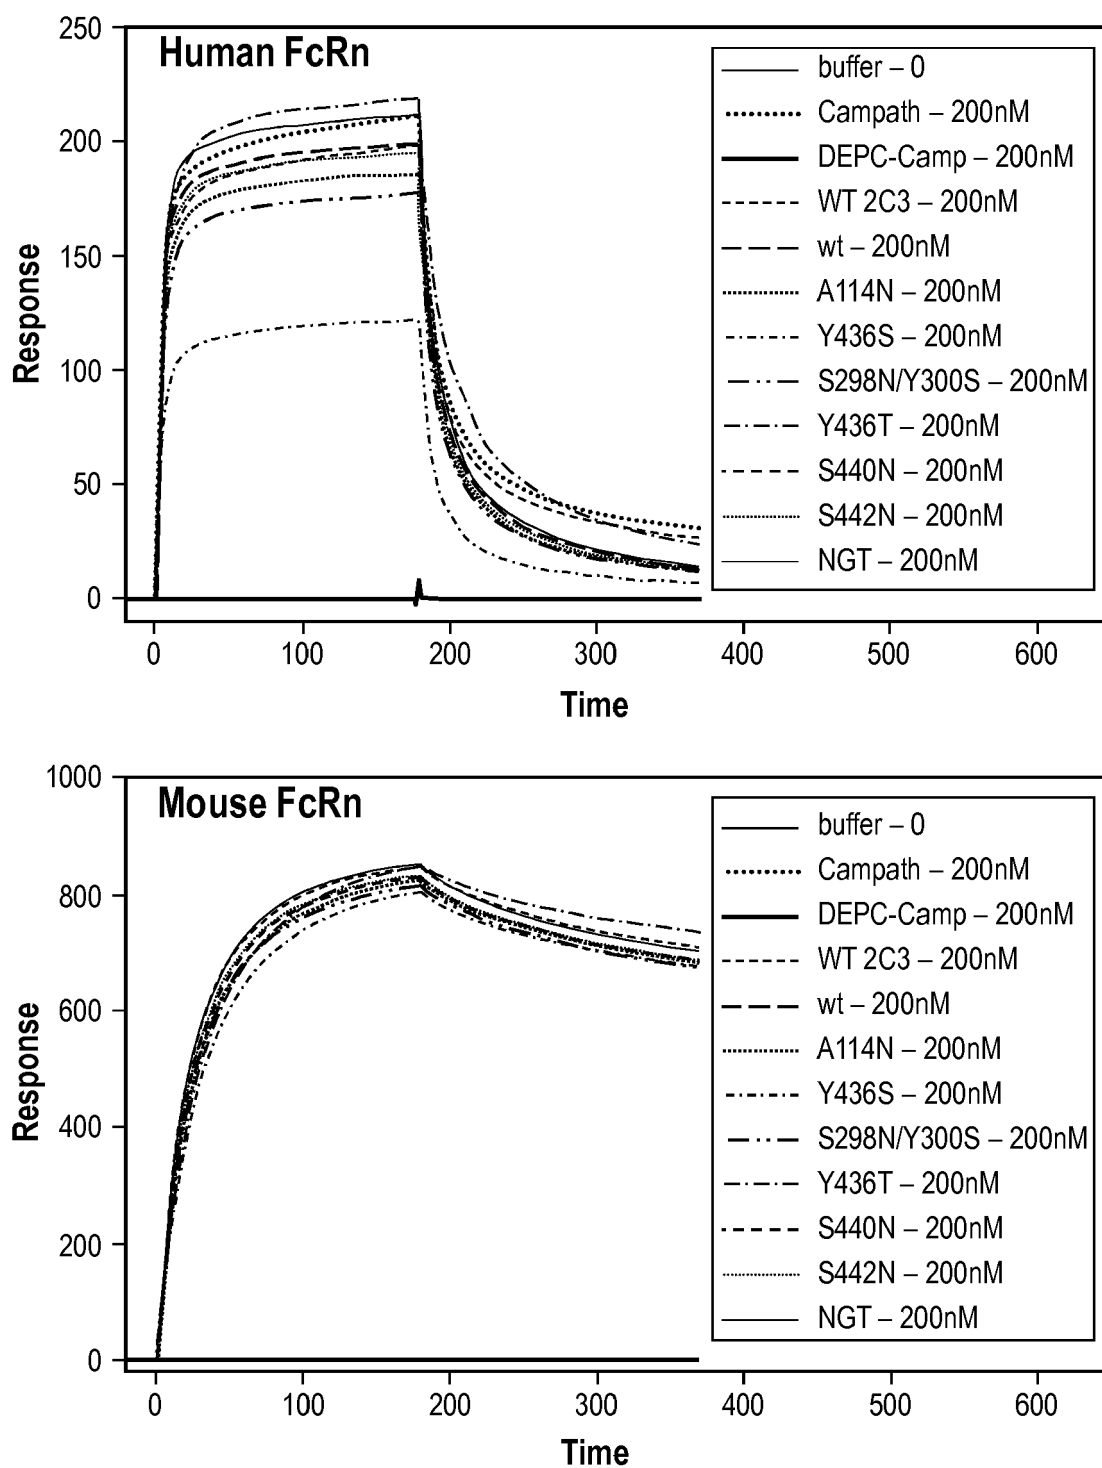 Human FcRn
250
200
150
100
50
0
Response
0 100 200 300 400 500 600
Time
buffer – 0
Campath – 200nM
DEPC-Camp – 200nM
WT 2C3 – 200nM
wt – 200nM
A114N – 200nM
Y436S – 200nM
S298N/Y300S – 200nM
Y436T – 200nM
S440N – 200nM
S442N – 200nM
NGT – 200nM
Mouse FcRn
1000
800
600
400
200
0
Response
0 100 200 300 400 500 600
Time
buffer – 0
Campath – 200nM
DEPC-Camp – 200nM
WT 2C3 – 200nM
wt – 200nM
A114N – 200nM
Y436S – 200nM
S298N/Y300S – 200nM
Y436T – 200nM
S440N – 200nM
S442N – 200nM
NGT – 200nM